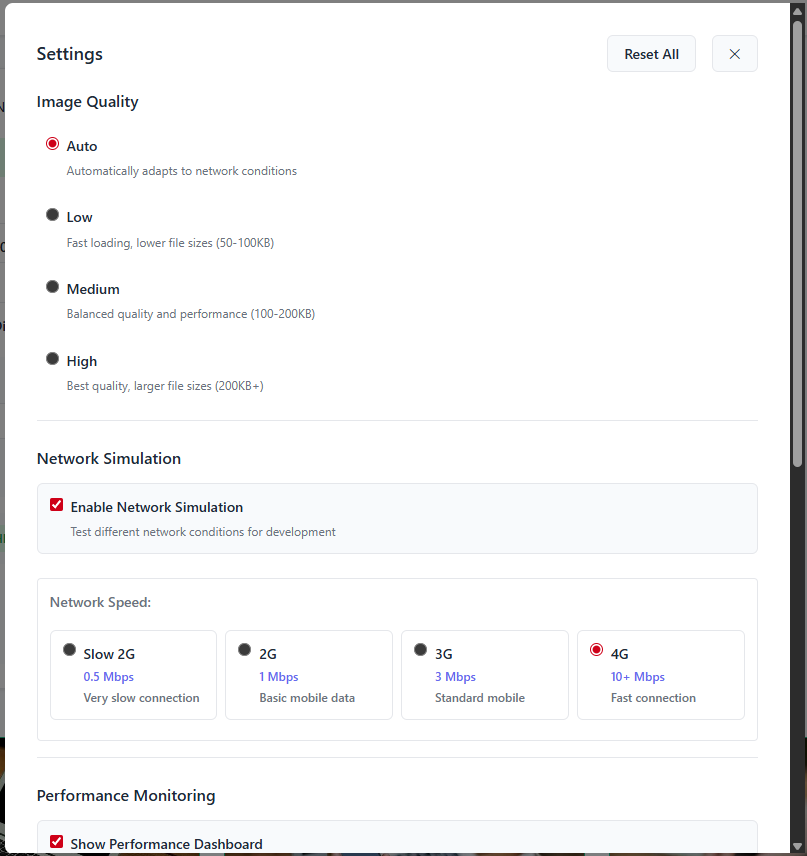 Settings
Reset All
Image Quality
Auto
Automatically adapts to network conditions
Low
Fast loading, lower file sizes (50-100KB)
Medium
Balanced quality and performance (100-200KB)
High
Best quality, larger file sizes (200KB+)
Network Simulation
Enable Network Simulation
Test different network conditions for development
Network Speed:
Slow 2G
0.5 Mbps
Very slow connection
2G
1 Mbps
Basic mobile data
3G
3 Mbps
Standard mobile
4G
10+ Mbps
Fast connection
Performance Monitoring
Show Performance Dashboard